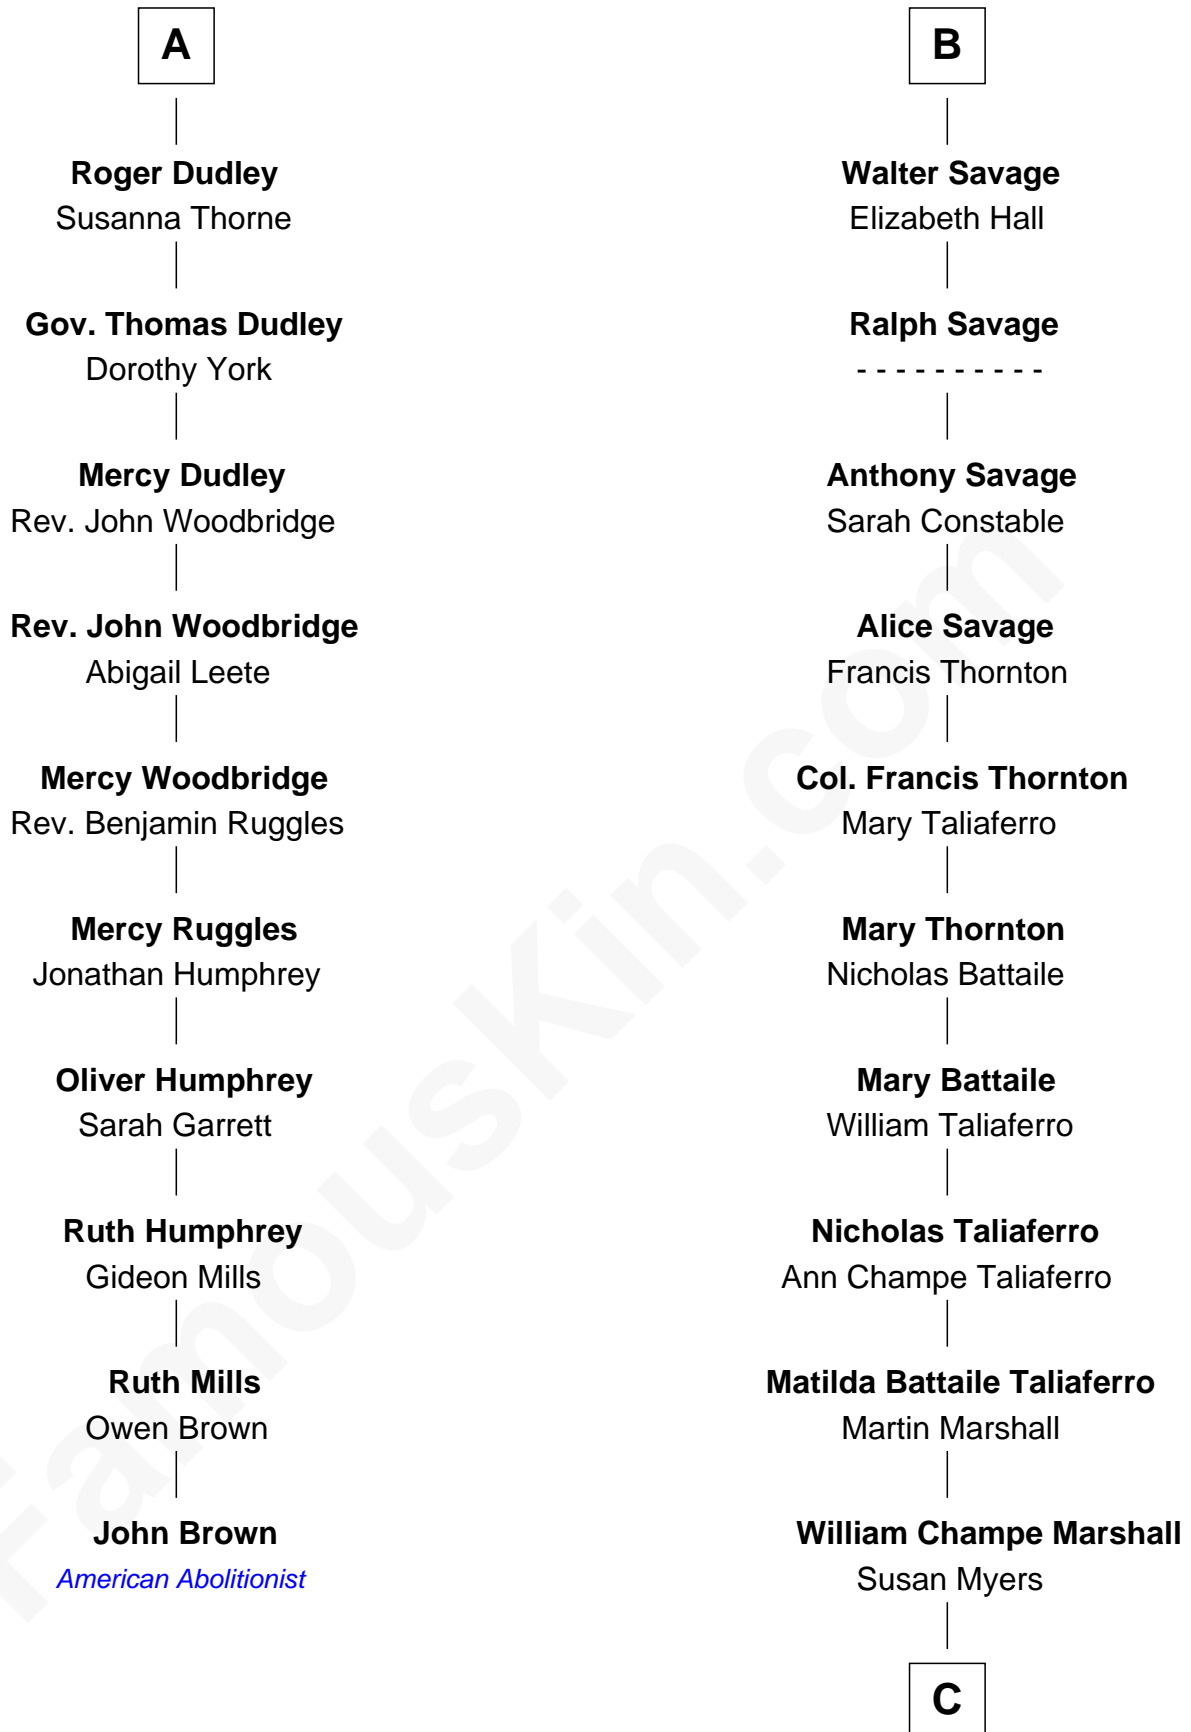 A
Roger Dudley
Susanna Thorne
Gov. Thomas Dudley
Dorothy York
Mercy Dudley
Rev. John Woodbridge
Rev. John Woodbridge
Abigail Leete
Mercy Woodbridge
Rev. Benjamin Ruggles
Mercy Ruggles
Jonathan Humphrey
Oliver Humphrey
Sarah Garrett
Ruth Humphrey
Gideon Mills
Ruth Mills
Owen Brown
John Brown
American Abolitionist
B
Walter Savage
Elizabeth Hall
Ralph Savage
- - - - - - - - - -
Anthony Savage
Sarah Constable
Alice Savage
Francis Thornton
Col. Francis Thornton
Mary Taliaferro
Mary Thornton
Nicholas Battaile
Mary Battaile
William Taliaferro
Nicholas Taliaferro
Ann Champe Taliaferro
Matilda Battaile Taliaferro
Martin Marshall
William Champe Marshall
Susan Myers
C
FamousKin.com